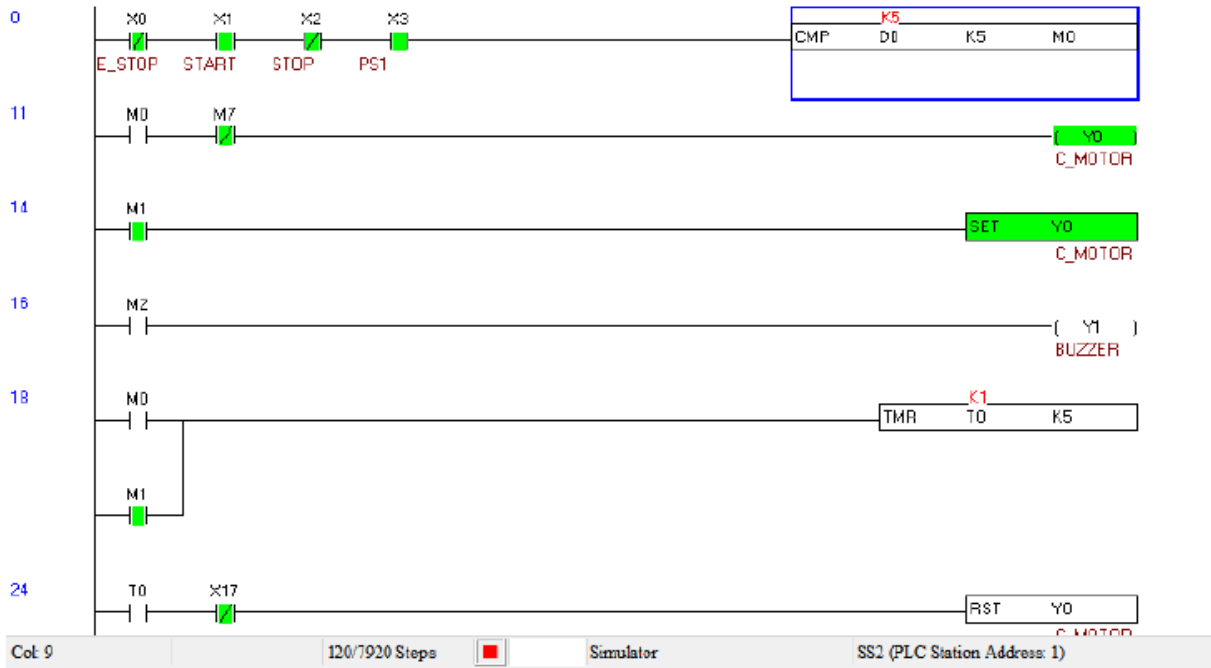 0 X0 X1 X2 X3 K5
CMP D0 K5 M0
E_STOP START STOP PS1
11 M0 M7
( Y0 )
C_MOTOR
14 M1
SET Y0
C_MOTOR
16 M2
( Y1 )
BUZZER
18 M0 K1
TMR T0 K5
M1
24 T0 X17
RST Y0
C_MOTOR
Col: 9 120/7920 Steps Simulator SS2 (PLC Station Address: 1)